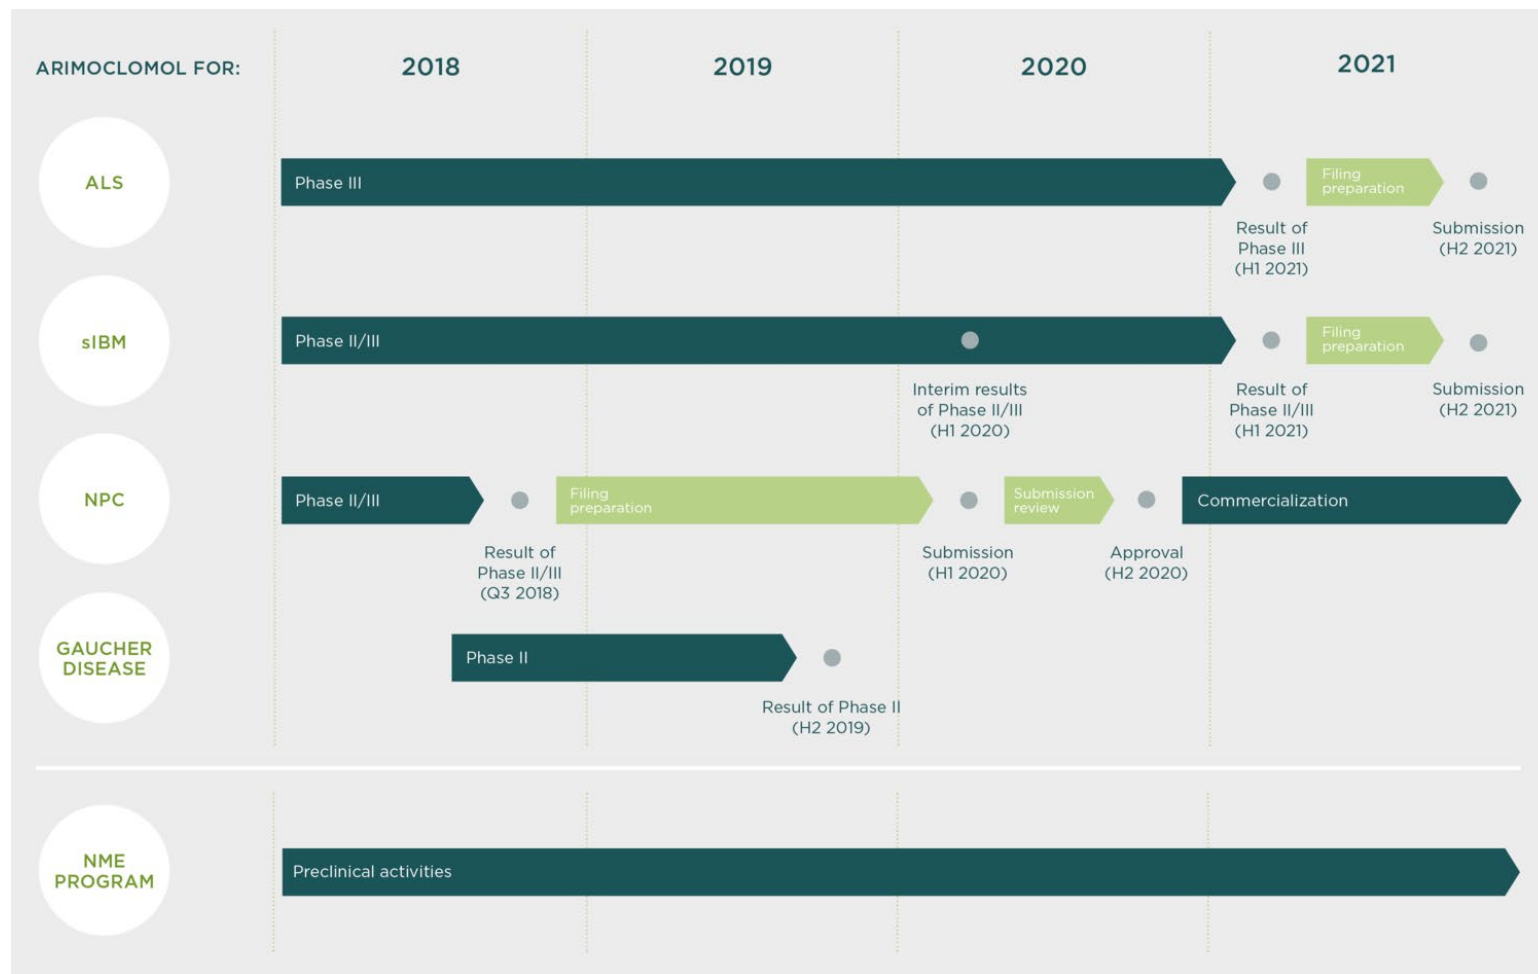 ARIMOCLOMOL FOR:
2018
2019
2020
2021
ALS
Phase III
Result of
Phase III
(H1 2021)
Filing
preparation
Submission
(H2 2021)
sIBM
Phase II/III
Interim results
of Phase II/III
(H1 2020)
Result of
Phase II/III
(H1 2021)
Filing
preparation
Submission
(H2 2021)
NPC
Phase II/III
Result of
Phase II/III
(Q3 2018)
Filing
preparation
Submission
(H1 2020)
Submission
review
Approval
(H2 2020)
Commercialization
GAUCHER
DISEASE
Phase II
Result of Phase II
(H2 2019)
NME
PROGRAM
Preclinical activities